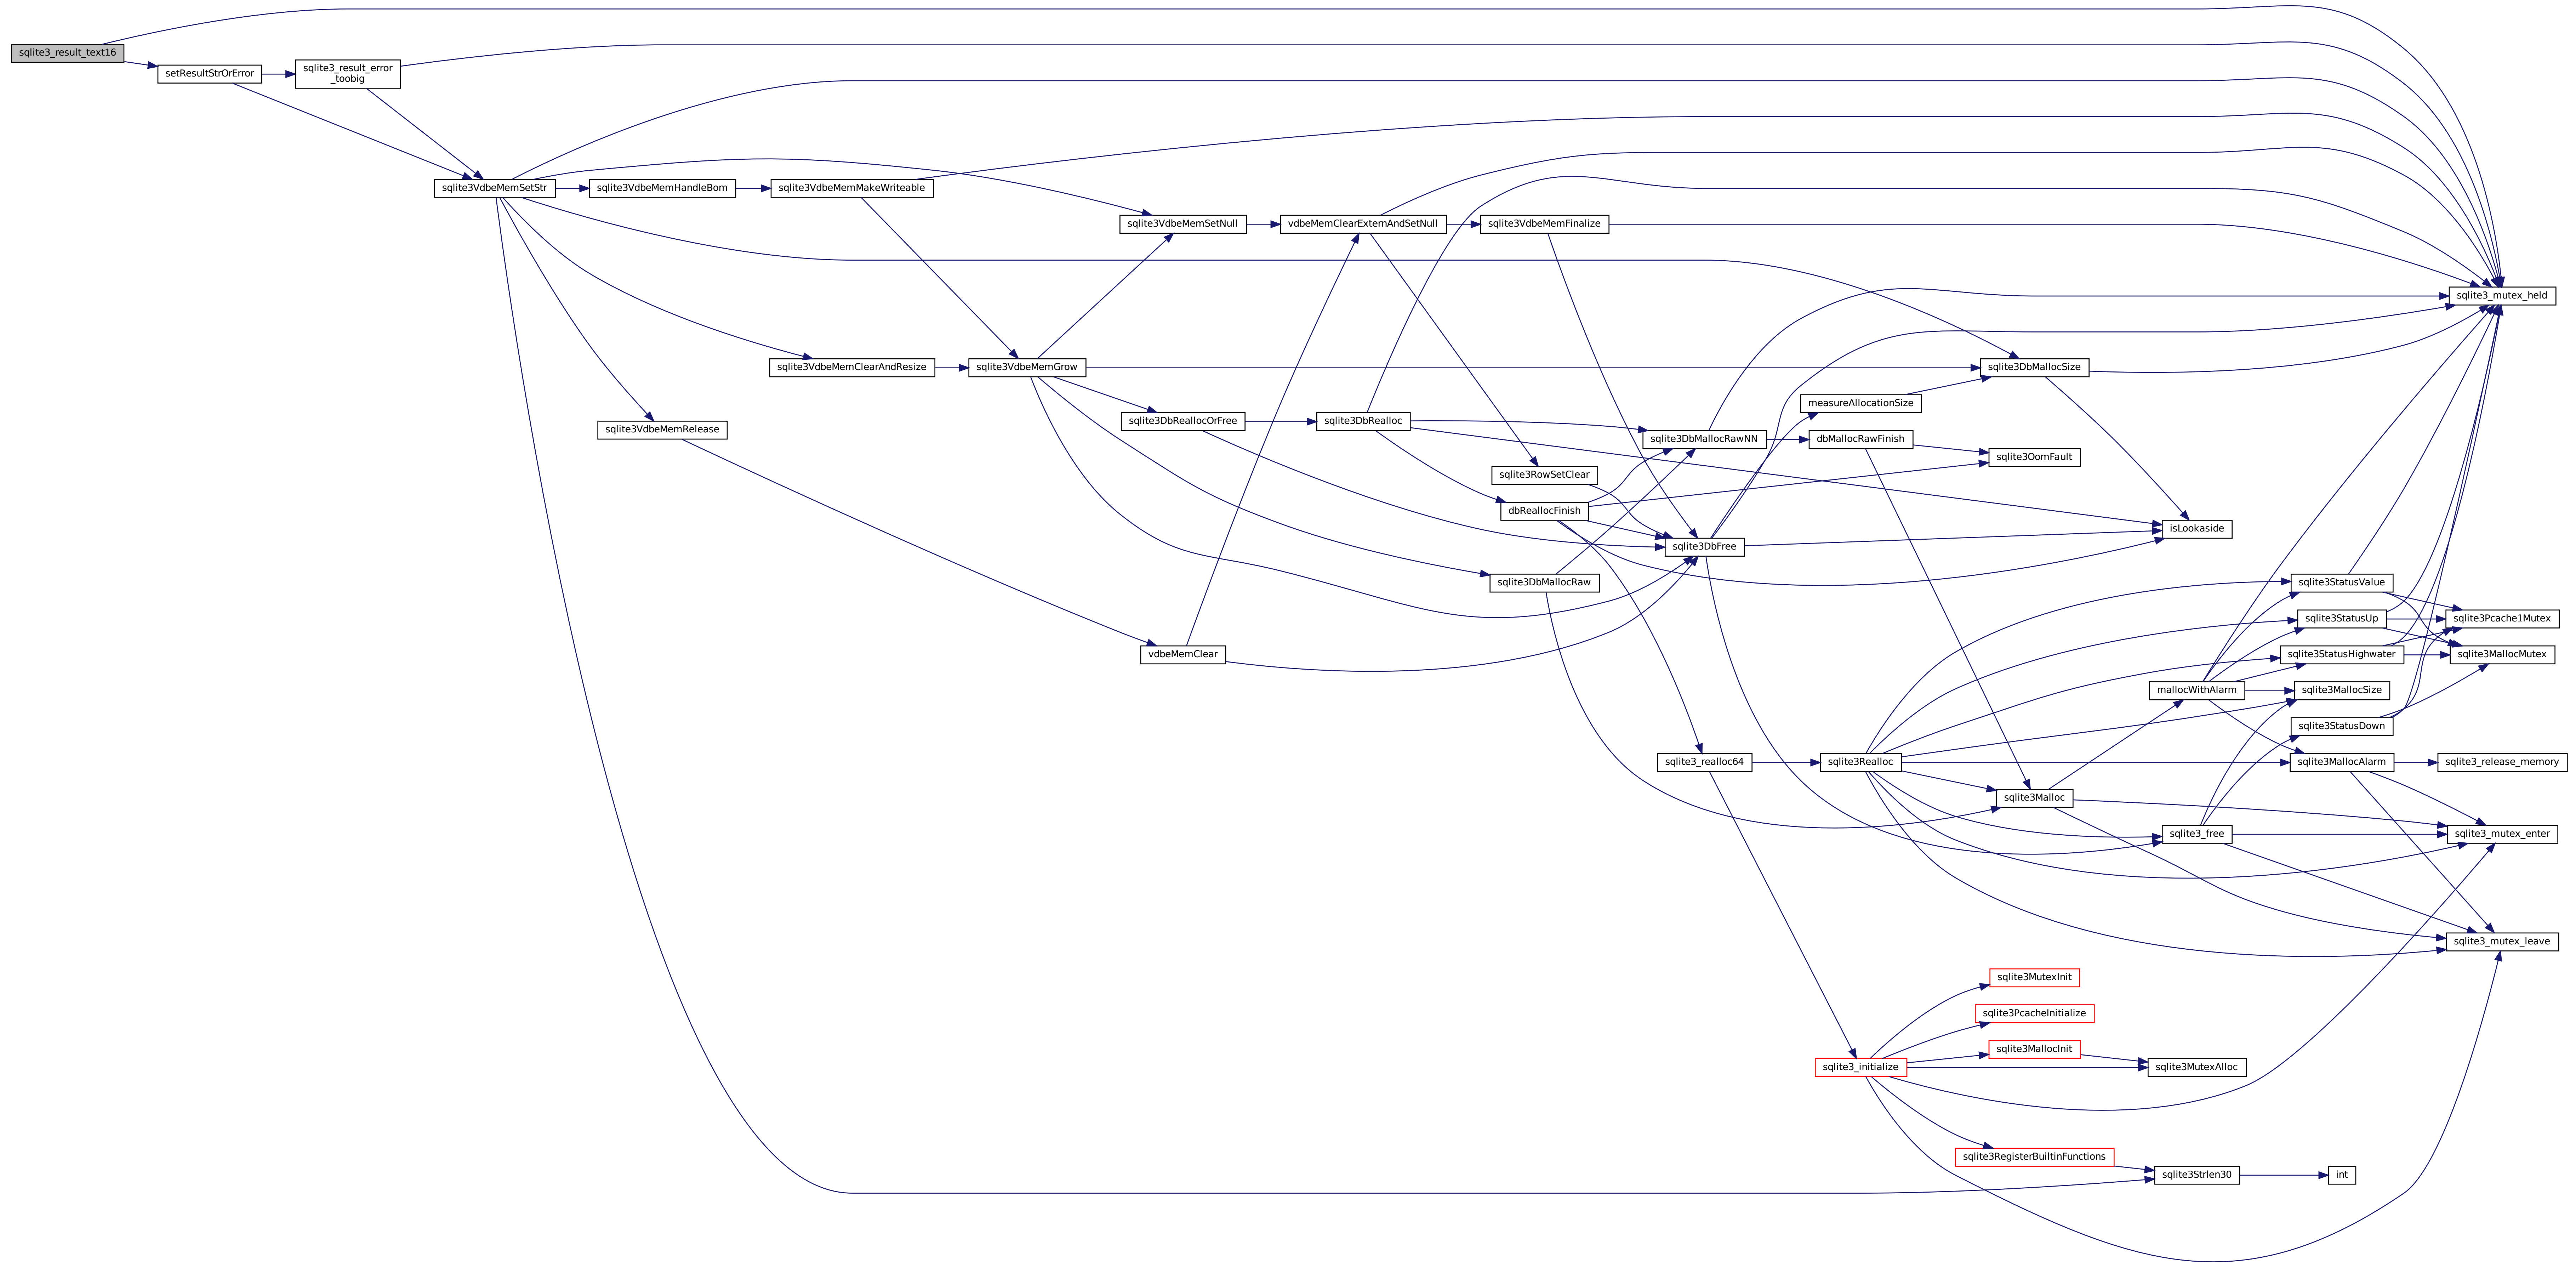 sqlite3_result_text16
setResultStrOrError
sqlite3_result_error
_toobig
sqlite3VdbeMemSetStr
sqlite3VdbeMemHandleBom
sqlite3VdbeMemMakeWriteable
sqlite3VdbeMemSetNull
vdbeMemClearExternAndSetNull
sqlite3VdbeMemFinalize
sqlite3_mutex_held
sqlite3VdbeMemClearAndResize
sqlite3VdbeMemGrow
sqlite3DbMallocSize
measureAllocationSize
sqlite3VdbeMemRelease
sqlite3DbReallocOrFree
sqlite3DbRealloc
sqlite3DbMallocRawNN
dbMallocRawFinish
sqlite3OomFault
sqlite3RowSetClear
dbReallocFinish
isLookaside
sqlite3DbFree
sqlite3DbMallocRaw
sqlite3StatusValue
sqlite3StatusUp
sqlite3Pcache1Mutex
vdbeMemClear
sqlite3StatusHighwater
sqlite3MallocMutex
mallocWithAlarm
sqlite3MallocSize
sqlite3StatusDown
sqlite3_realloc64
sqlite3Realloc
sqlite3MallocAlarm
sqlite3_release_memory
sqlite3Malloc
sqlite3_free
sqlite3_mutex_enter
sqlite3_mutex_leave
sqlite3MutexInit
sqlite3PcacheInitialize
sqlite3MallocInit
sqlite3_initialize
sqlite3MutexAlloc
sqlite3RegisterBuiltinFunctions
sqlite3Strlen30
int